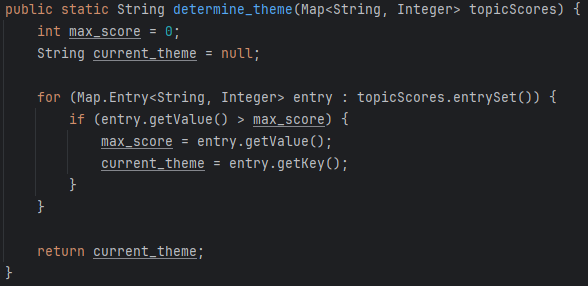 public static String determine_theme(Map<String, Integer> topicScores) {
    int max_score = 0;
    String current_theme = null;

    for (Map.Entry<String, Integer> entry : topicScores.entrySet()) {
        if (entry.getValue() > max_score) {
            max_score = entry.getValue();
            current_theme = entry.getKey();
        }
    }

    return current_theme;
}